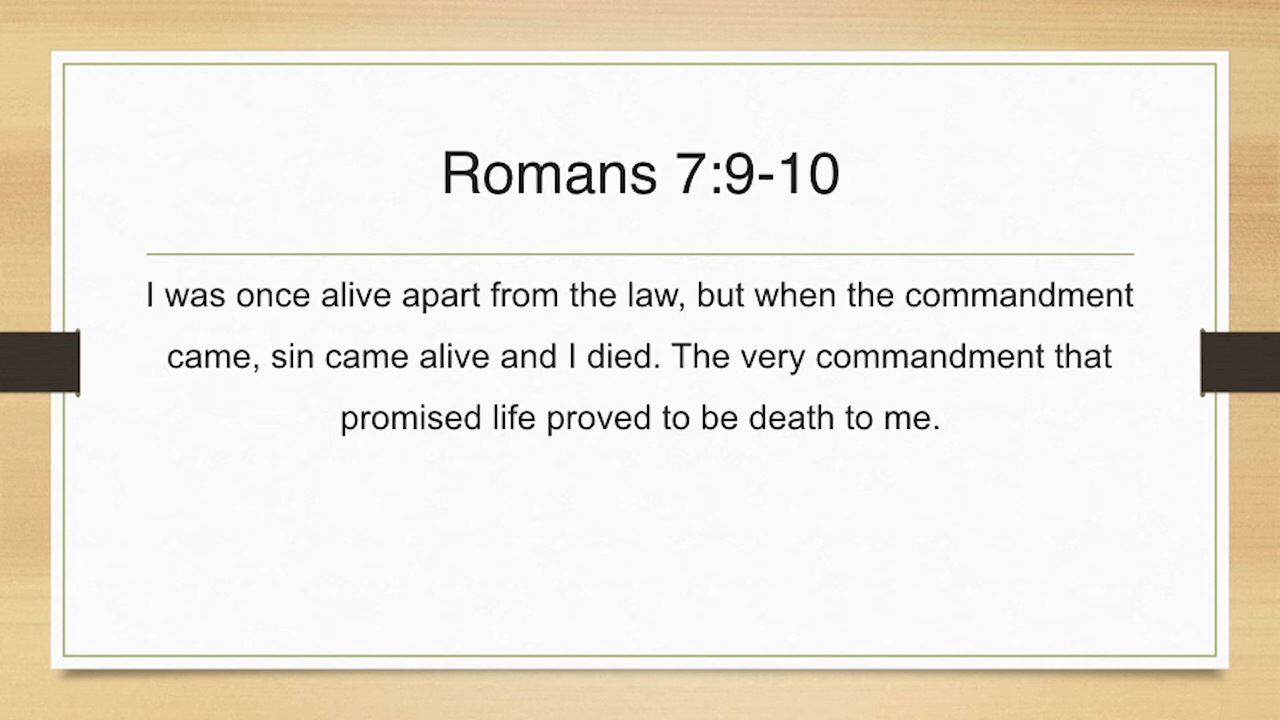 Romans 7:9-10
I was once alive apart from the law, but when the commandment
came, sin came alive and I died. The very commandment that
promised life proved to be death to me.